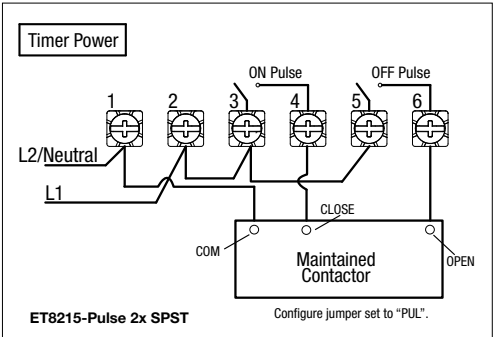 Timer Power
ON Pulse
OFF Pulse
1 2 3 4 5 6
L2/Neutral
L1
CLOSE
COM
OPEN
Maintained
Contactor
ET8215-Pulse 2x SPST
Configure jumper set to “PUL”.